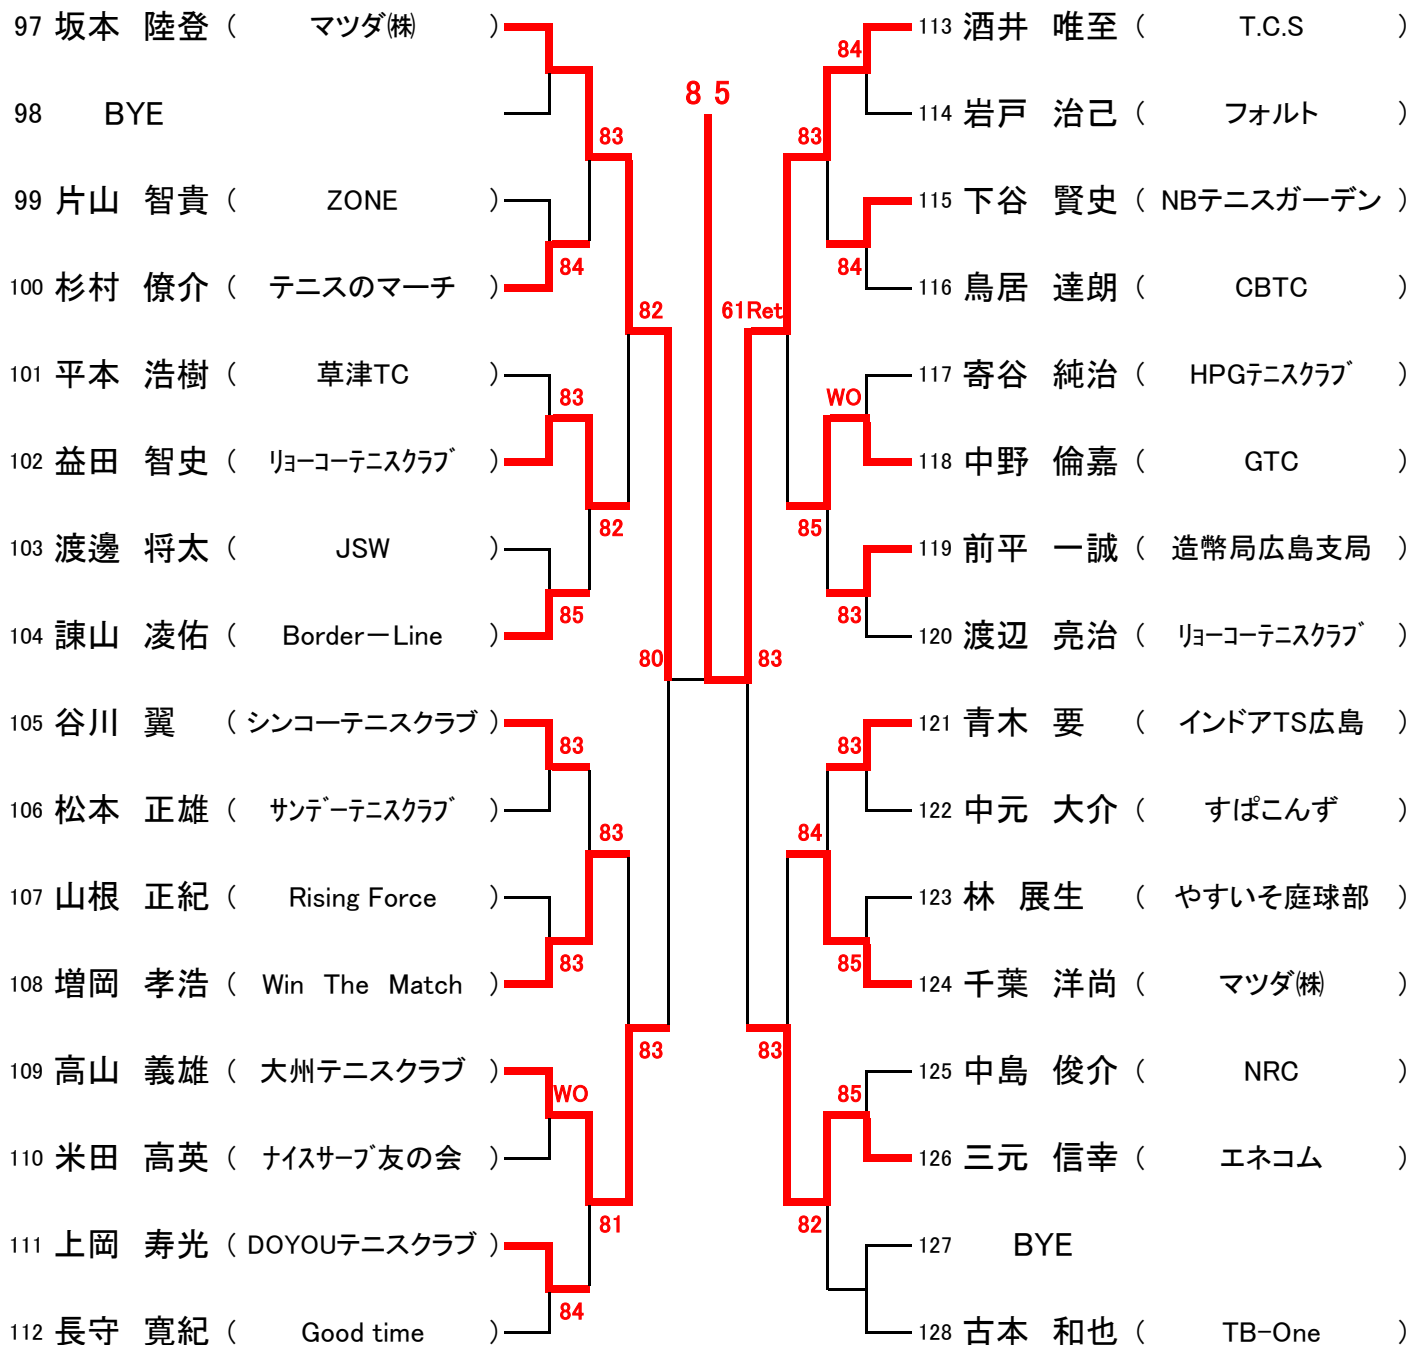 97 坂本 陸登 ( マツダ㈱ )
98 BYE
83
99 片山 智貴 ( ZONE )
84
100 杉村 僚介 ( テニスのマーチ )
82
101 平本 浩樹 ( 草津TC )
83
102 益田 智史 ( リョーコーテニスクラブ )
82
103 渡邊 将太 ( JSW )
85
104 諌山 凌佑 ( Border－Line )
80
105 谷川 翼 ( シンコーテニスクラブ )
83
106 松本 正雄 ( サンデーテニスクラブ )
83
107 山根 正紀 ( Rising Force )
83
108 増岡 孝浩 ( Win The Match )
83
109 高山 義雄 ( 大州テニスクラブ )
WO
110 米田 高英 ( ナイスサーブ友の会 )
81
111 上岡 寿光 ( DOYOUテニスクラブ )
84
112 長守 寛紀 ( Good time )
8 5
113 酒井 唯至 ( T.C.S )
84
114 岩戸 治己 ( フォルト )
83
115 下谷 賢史 ( NBテニスガーデン )
84
116 鳥居 達朗 ( CBTC )
61Ret
117 寄谷 純治 ( HPGテニスクラブ )
WO
118 中野 倫嘉 ( GTC )
85
119 前平 一誠 ( 造幣局広島支局 )
83
120 渡辺 亮治 ( リョーコーテニスクラブ )
83
121 青木 要 ( インドアTS広島 )
83
122 中元 大介 ( すぱこんず )
84
123 林 展生 ( やすいそ庭球部 )
85
124 千葉 洋尚 ( マツダ㈱ )
83
125 中島 俊介 ( NRC )
85
126 三元 信幸 ( エネコム )
82
127 BYE
128 古本 和也 ( TB-One )